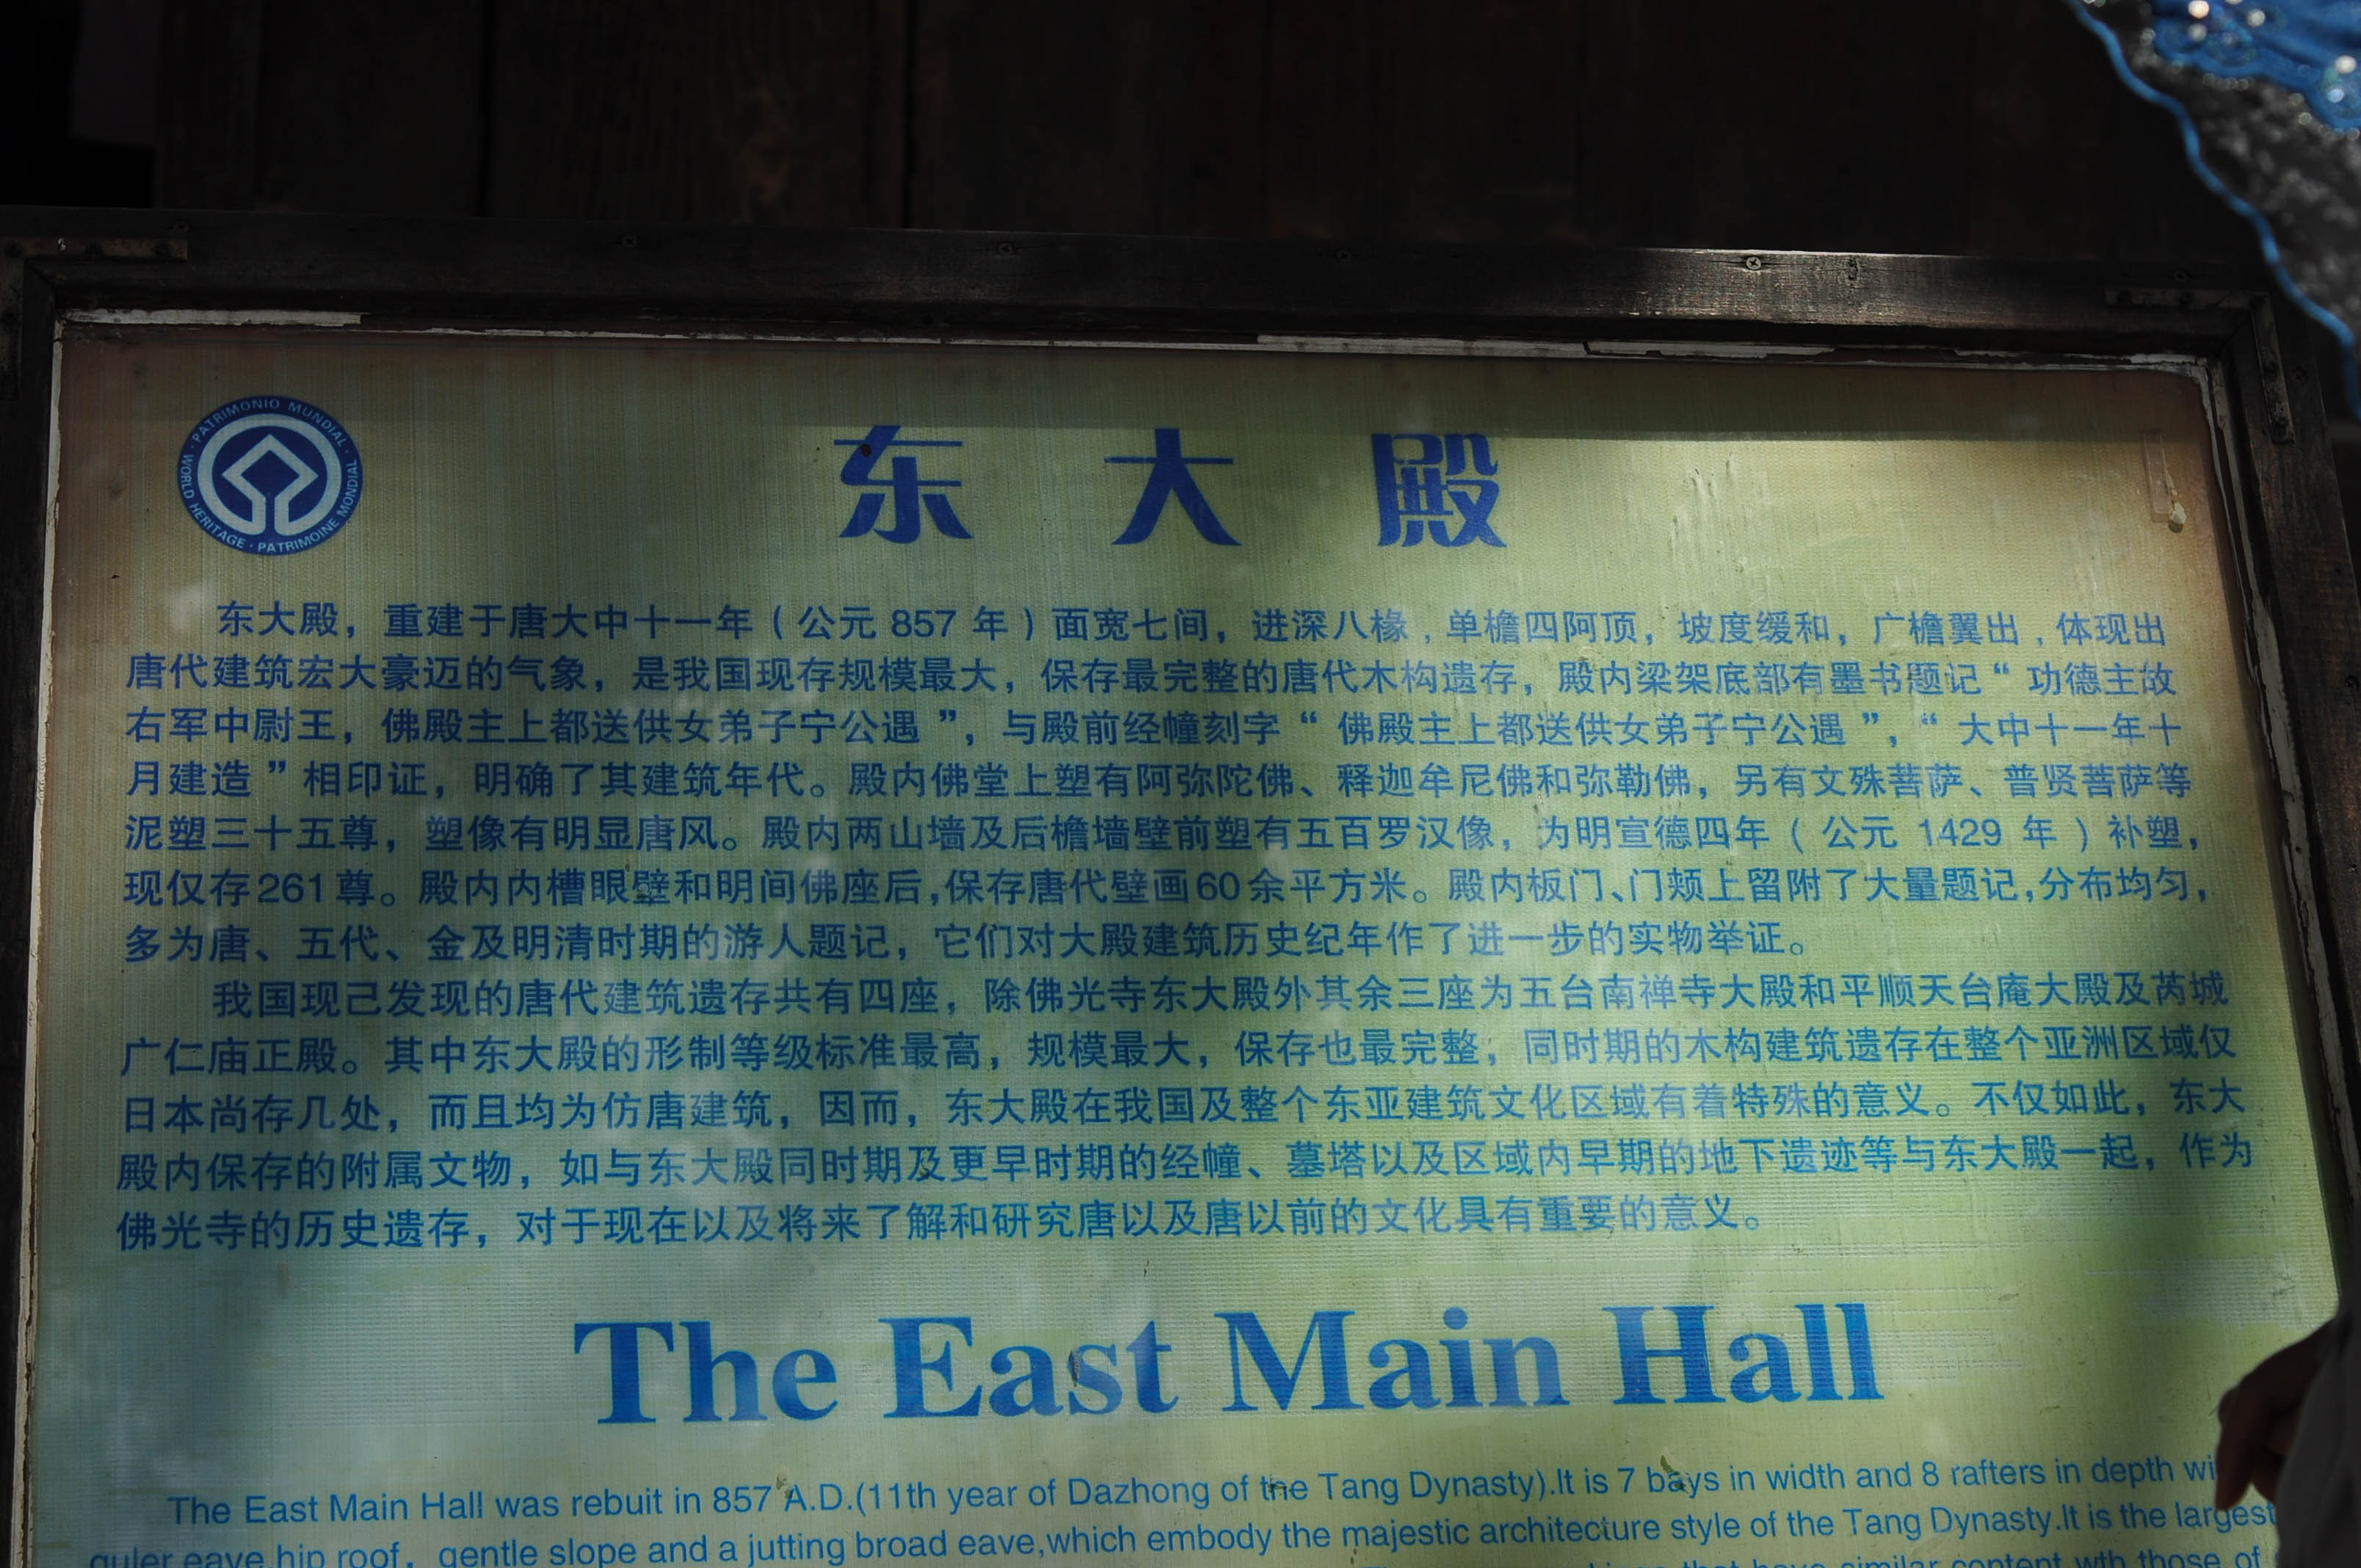 PATRIMONIO MUNDIAL · WORLD HERITAGE · PATRIMOINE MONDIAL
东大殿
东大殿，重建于唐大中十一年（公元 857 年）面宽七间，进深八椽，单檐四阿顶，坡度缓和，广檐翼出，体现出
唐代建筑宏大豪迈的气象，是我国现存规模最大，保存最完整的唐代木构遗存，殿内梁架底部有墨书题记“功德主故
右军中尉王，佛殿主上都送供女弟子宁公遇”，与殿前经幢刻字“佛殿主上都送供女弟子宁公遇”，“大中十一年十
月建造”相印证，明确了其建筑年代。殿内佛堂上塑有阿弥陀佛、释迦牟尼佛和弥勒佛，另有文殊菩萨、普贤菩萨等
泥塑三十五尊，塑像有明显唐风。殿内两山墙及后檐墙壁前塑有五百罗汉像，为明宣德四年（公元 1429 年）补塑，
现仅存261尊。殿内内槽眼壁和明间佛座后，保存唐代壁画60余平方米。殿内板门、门颊上留附了大量题记，分布均匀，
多为唐、五代、金及明清时期的游人题记，它们对大殿建筑历史纪年作了进一步的实物举证。
我国现己发现的唐代建筑遗存共有四座，除佛光寺东大殿外其余三座为五台南禅寺大殿和平顺天台庵大殿及芮城
广仁庙正殿。其中东大殿的形制等级标准最高，规模最大，保存也最完整；同时期的木构建筑遗存在整个亚洲区域仅
日本尚存几处，而且均为仿唐建筑，因而，东大殿在我国及整个东亚建筑文化区域有着特殊的意义。不仅如此，东大
殿内保存的附属文物，如与东大殿同时期及更早时期的经幢、墓塔以及区域内早期的地下遗迹等与东大殿一起，作为
佛光寺的历史遗存，对于现在以及将来了解和研究唐以及唐以前的文化具有重要的意义。
The East Main Hall
The East Main Hall was rebuit in 857 A.D.(11th year of Dazhong of the Tang Dynasty).It is 7 bays in width and 8 rafters in depth
guler eave hip roof, gentle slope and a jutting broad eave,which embody the majestic architecture style of the Tang Dynasty.It is the largest
that have similar content wth those of